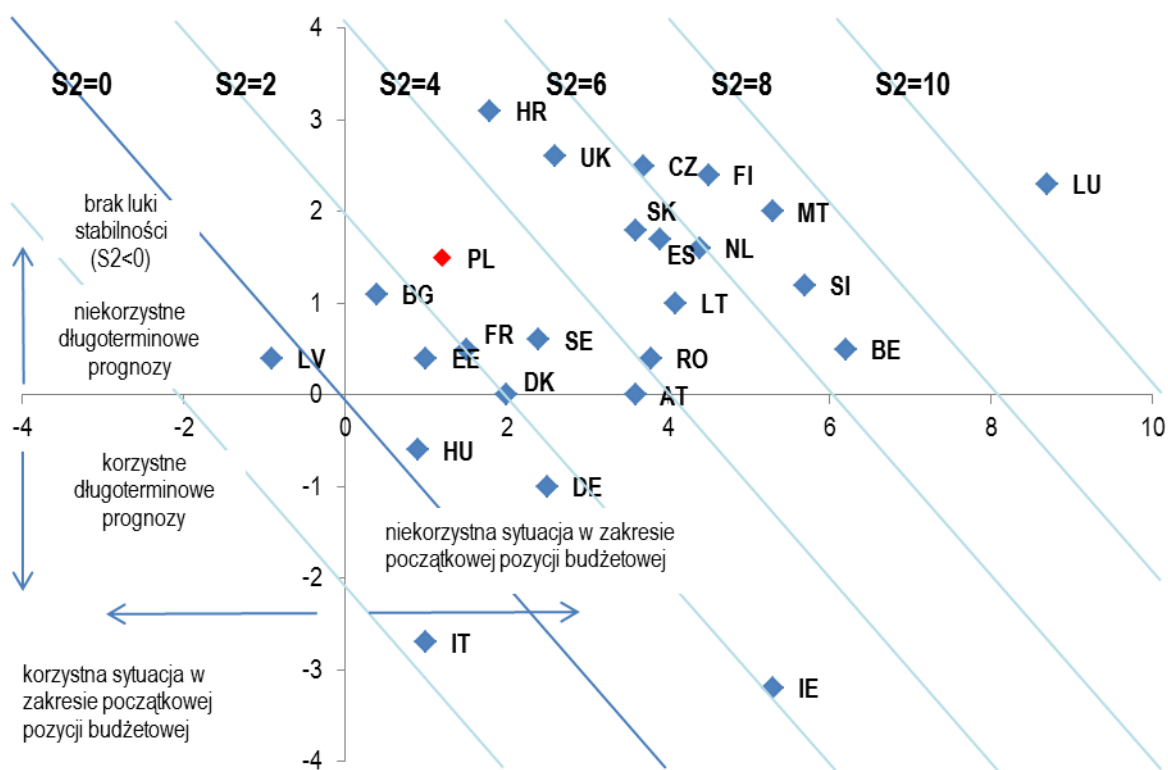 4
S2=0
S2=2
S2=4
S2=6
S2=8
S2=10
3
HR
UK
CZ
FI
LU
2
brak luki
stabilności
(S2<0)
SK
MT
ES
NL
PL
SI
niekorzystne
długoterminowe
prognozy
1
BG
LT
FR
SE
LV
EE
RO
BE
DK
AT
0
-4
-2
0
2
4
6
8
10
HU
korzystne
długoterminowe
prognozy
-1
DE
niekorzystna sytuacja w zakresie
początkowej pozycji budżetowej
-2
IT
-3
IE
korzystna sytuacja w
zakresie początkowej
pozycji budżetowej
-4